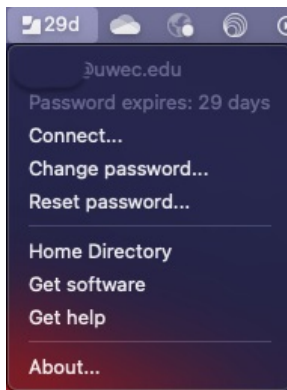 29d
@uwec.edu
Password expires: 29 days
Connect...
Change password...
Reset password...
Home Directory
Get software
Get help
About...